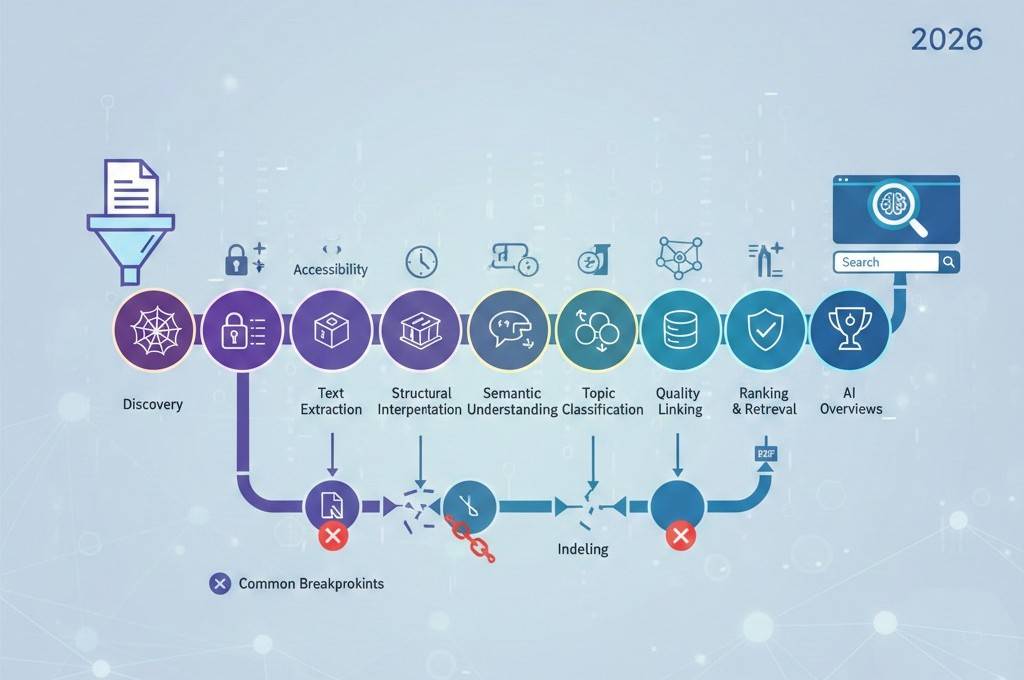 2026
Accessibility
Search
Discovery
Text
Extraction
Structural
Interpentation
Semantic
Understanding
Topic
Classification
Quality
Linking
Ranking
& Retreval
AI
Overviews
Indeling
Common Breakprokints